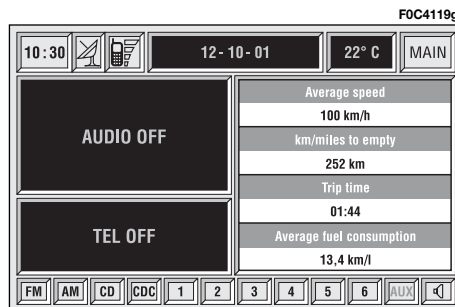 F0C4119g
10:30 12-10-01 22° C MAIN
AUDIO OFF
TEL OFF
Average speed
100 km/h
km/miles to empty
252 km
Trip time
01:44
Average fuel consumption
13,4 km/l
FM AM CD CDC 1 2 3 4 5 6 AUX